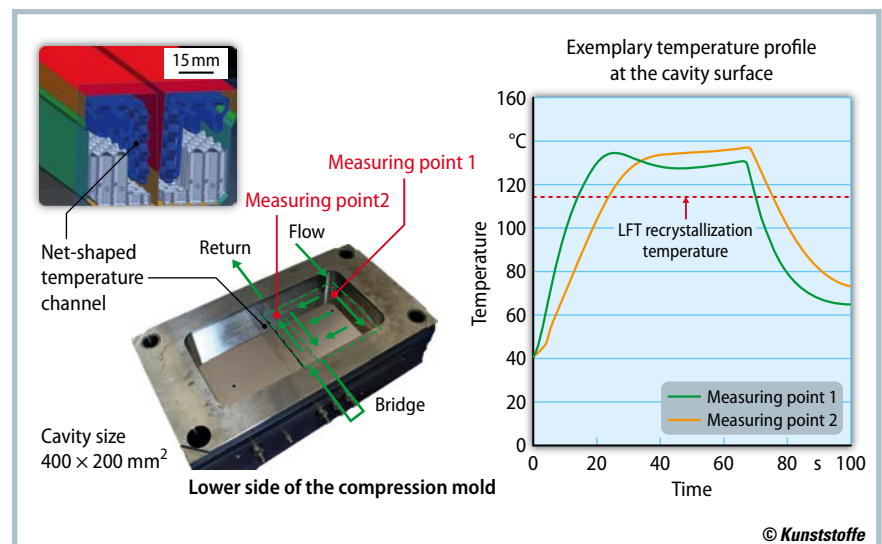 15 mm
Measuring point 1
Measuring point2
Flow
Return
Net-shaped
temperature
channel
Bridge
Cavity size
400 × 200 mm²
Lower side of the compression mold
Exemplary temperature profile
at the cavity surface
160
°C
120
100
80
60
40
20
0
Temperature
LFT recrystallization
temperature
Measuring point 1
Measuring point 2
0 20 40 60 80 s 100
Time
© Kunststoffe